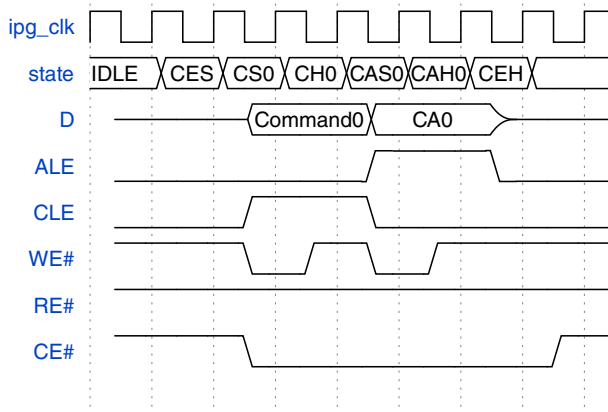 ipg_clk
state IDLE CES CS0 CH0 CAS0 CAH0 CEH
D Command0 CA0
ALE
CLE
WE#
RE#
CE#